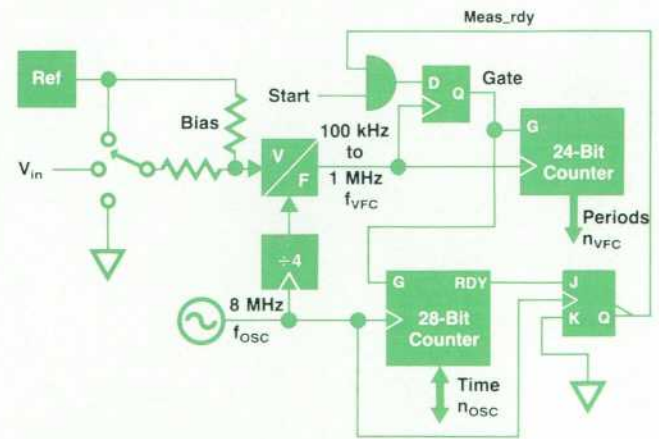 Meas_rdy
Ref
Start
D
Q
Gate
Bias
V
F
100 kHz
to
1 MHz
fVFC
G
24-Bit
Counter
Vin
Periods
nVFC
÷4
8 MHz
fOSC
G
RDY
28-Bit
Counter
J
K
Q
Time
nOSC